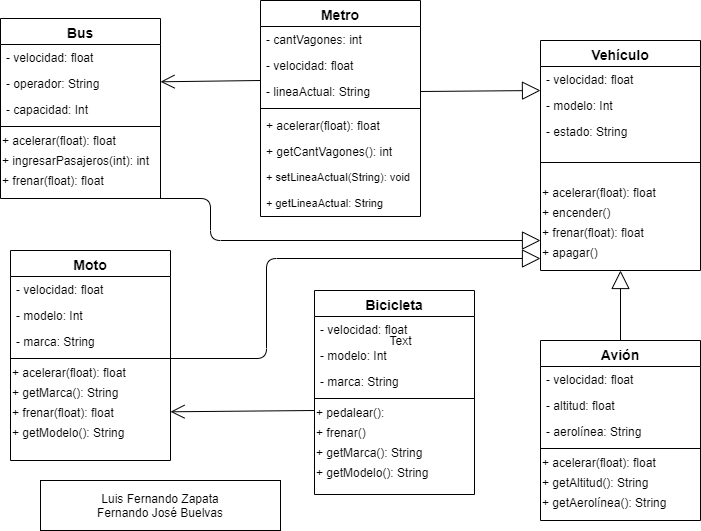 Bus
- velocidad: float
- operador: String
- capacidad: Int
+ acelerar(float): float
+ ingresarPasajeros(int): int
+ frenar(float): float
Metro
- cantVagones: int
- velocidad: float
- lineaActual: String
+ acelerar(float): float
+ getCantVagones(): int
+ setLineaActual(String): void
+ getLineaActual: String
Vehículo
- velocidad: float
- modelo: Int
- estado: String
+ acelerar(float): float
+ encender()
+ frenar(float): float
+ apagar()
Moto
- velocidad: float
- modelo: Int
- marca: String
+ acelerar(float): float
+ getMarca(): String
+ frenar(float): float
+ getModelo(): String
Bicicleta
- velocidad: float
Text
- modelo: Int
- marca: String
+ pedalear():
+ frenar()
+ getMarca(): String
+ getModelo(): String
Avión
- velocidad: float
- altitud: float
- aerolínea: String
+ acelerar(float): float
+ getAltitud(): String
+ getAerolínea(): String
Luis Fernando Zapata
Fernando José Buelvas